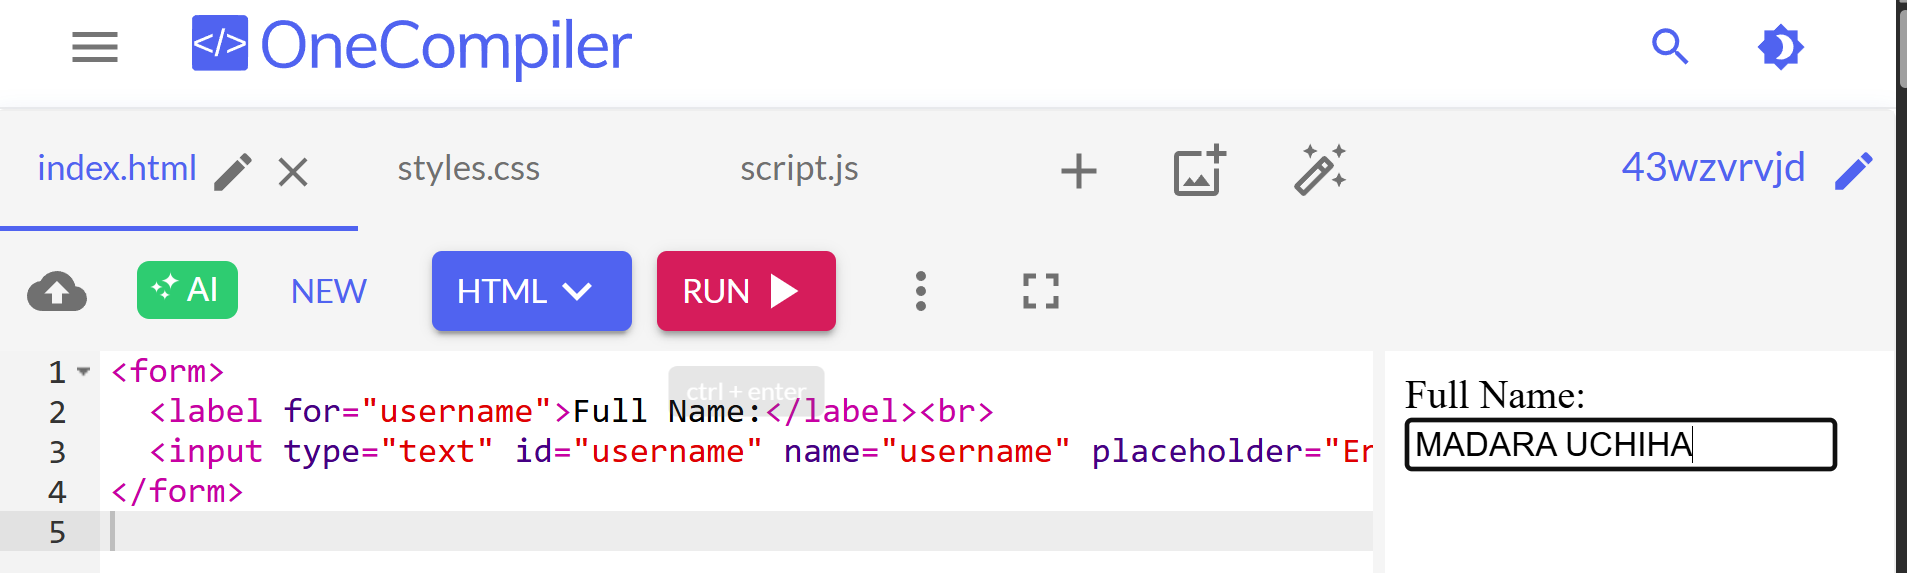 </> OneCompiler
index.html styles.css script.js 43wzvrvjd
AI NEW HTML RUN
ctrl + enter
1 <form>
2 <label for="username">Full Name:</label><br>
3 <input type="text" id="username" name="username" placeholder="Er
4 </form>
5
Full Name:
MADARA UCHIHA